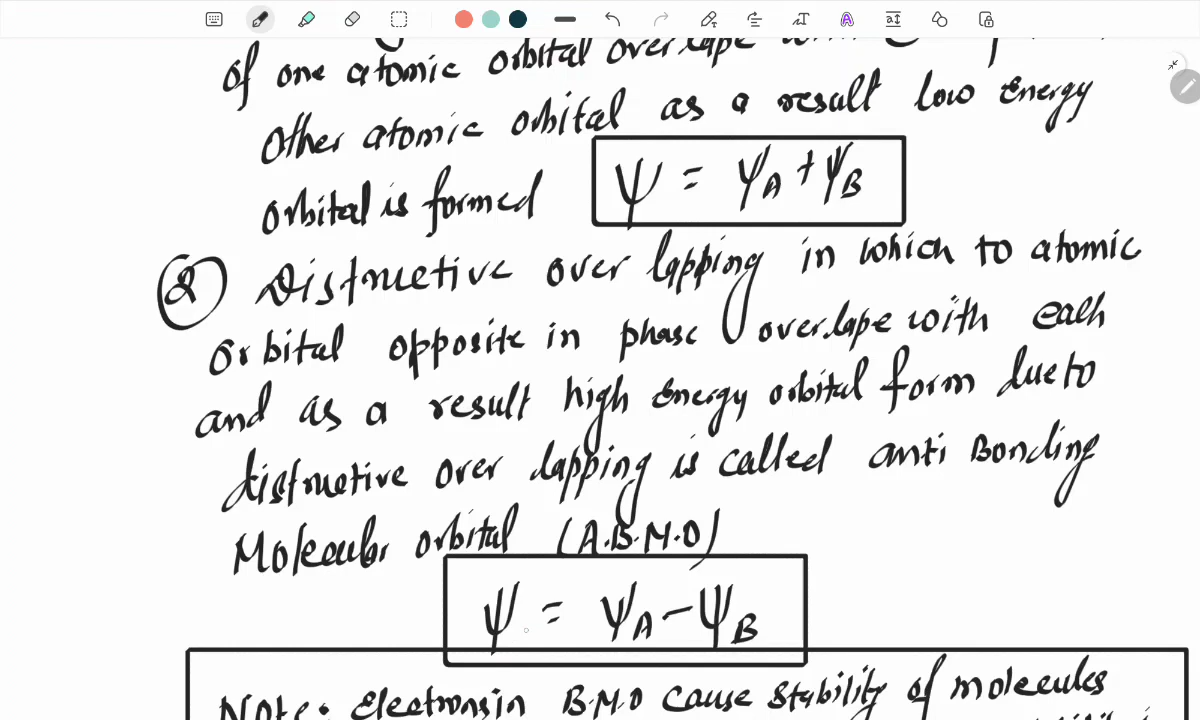 of one atomic orbital overlape with
other atomic orbital as a result low energy
orbital is formed ψ = ψA + ψB
② Distructive over lapping in which to atomic
orbital opposite in phase overlape with each
and as a result high energy orbital form due to
distructive over lapping is called anti Bonding
Molecular orbital (A.B.M.O)
ψ = ψA − ψB
Note: Electrons in B.M.O cause stability of molecules